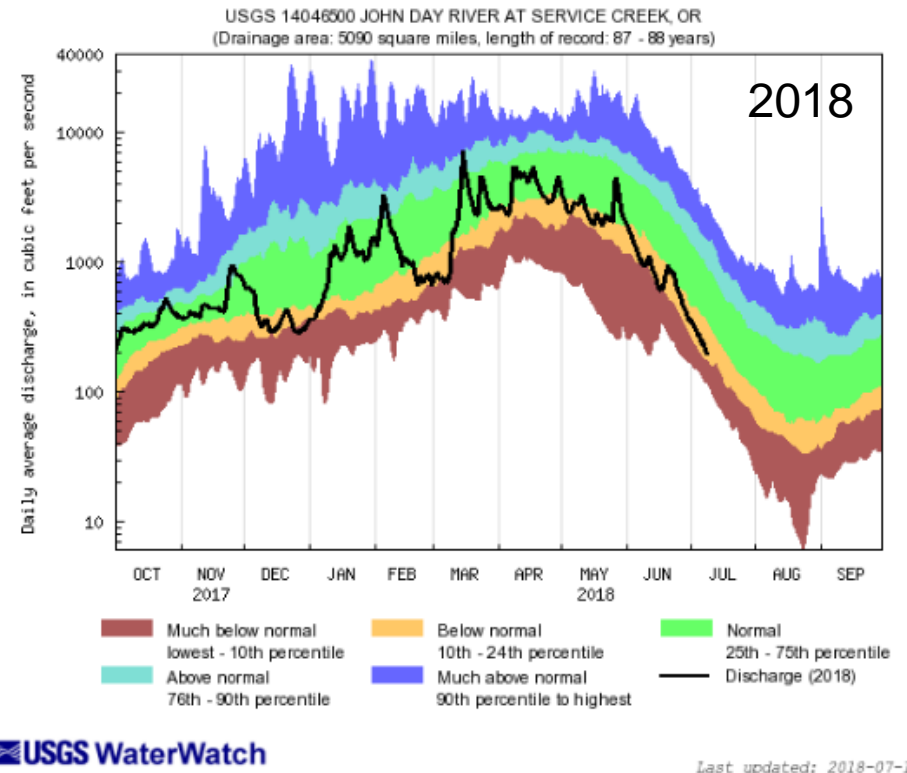 USGS 14046500 JOHN DAY RIVER AT SERVICE CREEK, OR
(Drainage area: 5090 square miles, length of record: 87 - 88 years)
2018
Daily average discharge, in cubic feet per second
40000
10000
1000
100
10
OCT NOV DEC JAN FEB MAR APR MAY JUN JUL AUG SEP
2017 2018
Much below normal Below normal Normal
lowest - 10th percentile 10th - 24th percentile 25th - 75th percentile
Above normal Much above normal Discharge (2018)
76th - 90th percentile 90th percentile to highest
USGS WaterWatch
Last updated: 2018-07-